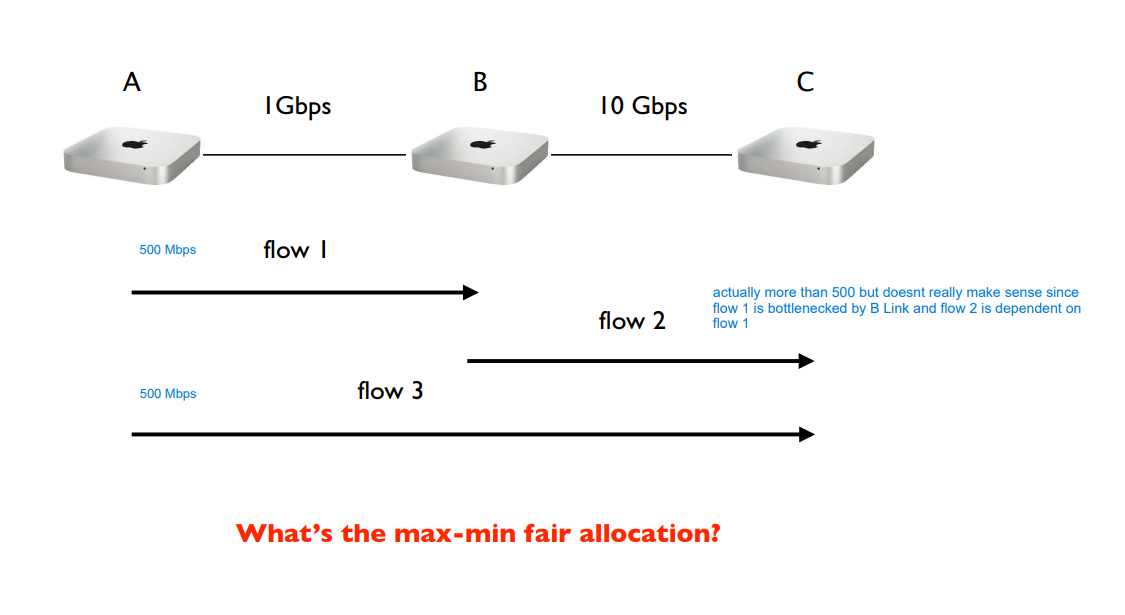 A
B
C
1Gbps
10 Gbps
500 Mbps
flow 1
actually more than 500 but doesnt really make sense since
flow 1 is bottlenecked by B Link and flow 2 is dependent on
flow 1
flow 2
500 Mbps
flow 3
What's the max-min fair allocation?